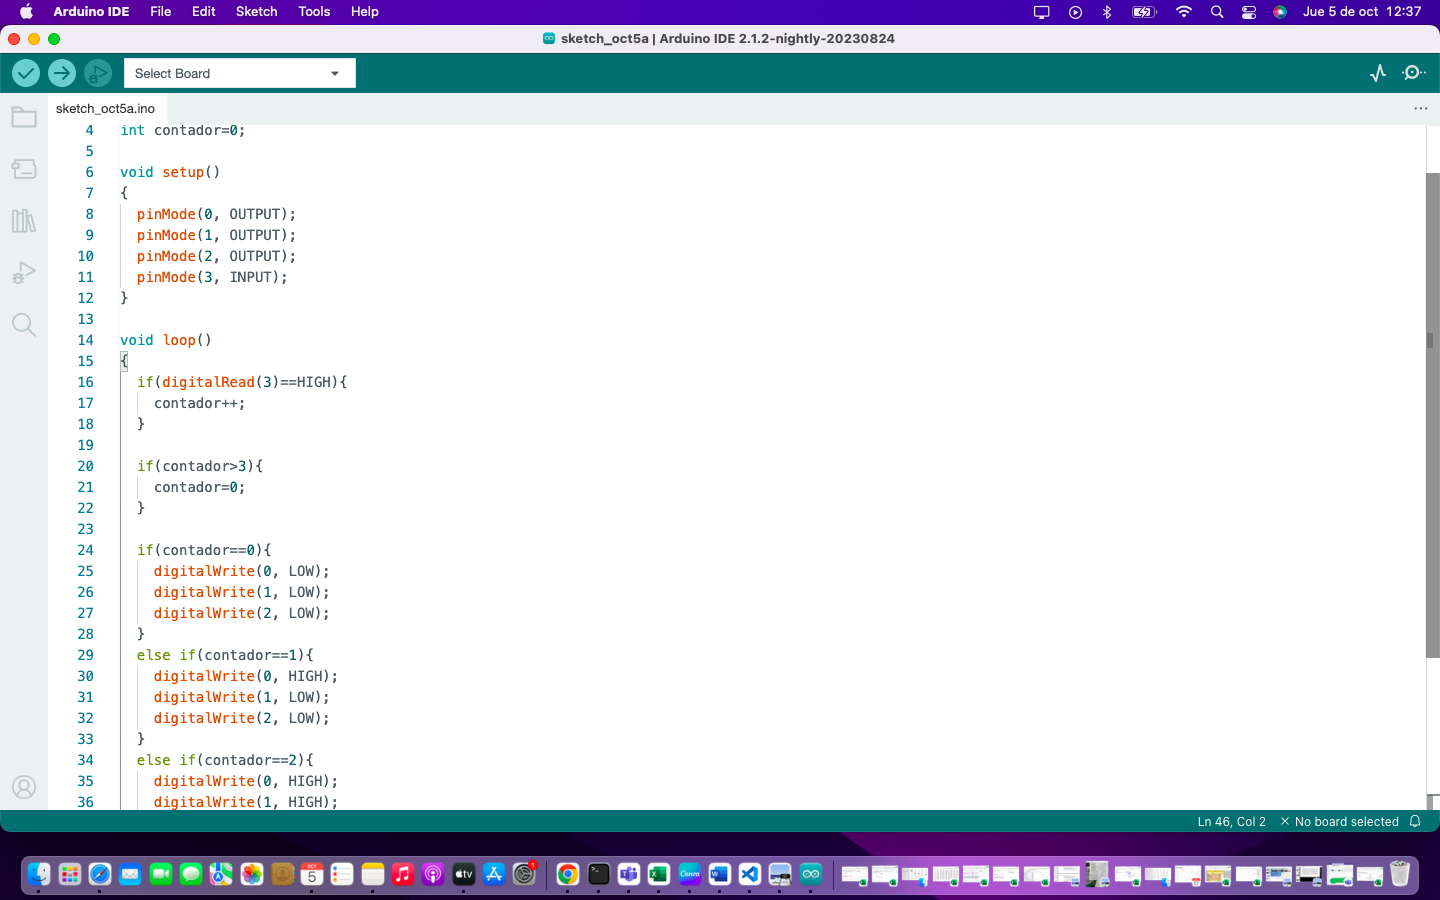 Arduino IDE File Edit Sketch Tools Help Jue 5 de oct 12:37
sketch_oct5a | Arduino IDE 2.1.2-nightly-20230824
Select Board
sketch_oct5a.ino
4 int contador=0;
5
6 void setup()
7 {
8 pinMode(0, OUTPUT);
9 pinMode(1, OUTPUT);
10 pinMode(2, OUTPUT);
11 pinMode(3, INPUT);
12 }
13
14 void loop()
15 {
16 if(digitalRead(3)==HIGH){
17 contador++;
18 }
19
20 if(contador>3){
21 contador=0;
22 }
23
24 if(contador==0){
25 digitalWrite(0, LOW);
26 digitalWrite(1, LOW);
27 digitalWrite(2, LOW);
28 }
29 else if(contador==1){
30 digitalWrite(0, HIGH);
31 digitalWrite(1, LOW);
32 digitalWrite(2, LOW);
33 }
34 else if(contador==2){
35 digitalWrite(0, HIGH);
36 digitalWrite(1, HIGH);
Ln 46, Col 2 × No board selected
OCT
5
tv
1
Canva